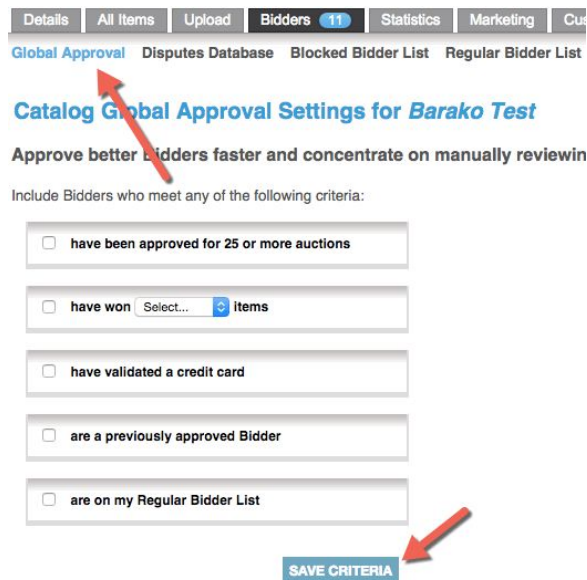 Details All Items Upload Bidders 11 Statistics Marketing
Global Approval Disputes Database Blocked Bidder List Regular Bidder List
Catalog Global Approval Settings for Barako Test
Approve better Bidders faster and concentrate on manually
Include Bidders who meet any of the following criteria:
have been approved for 25 or more auctions
have won Select... items
have validated a credit card
are a previously approved Bidder
are on my Regular Bidder List
SAVE CRITERIA